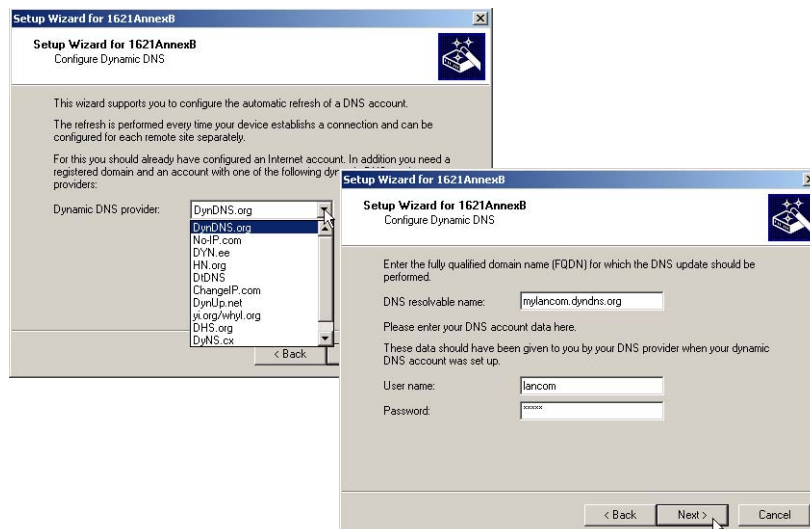 Setup Wizard for 1621AnnexB
Setup Wizard for 1621AnnexB
Configure Dynamic DNS
This wizard supports you to configure the automatic refresh of a DNS account.
The refresh is performed every time your device establishs a connection and can be
configured for each remote site separately.
For this you should already have configured an Internet account. In addition you need a
registered domain and an account with one of the following
providers:
Dynamic DNS provider:
DynDNS.org
DynDNS.org
No-IP.com
DYN.ee
HN.org
DtDNS
ChangeIP.com
DynUp.net
yi.org/whyI.org
DHS.org
DyNS.cx
< Back
Setup Wizard for 1621AnnexB
Setup Wizard for 1621AnnexB
Configure Dynamic DNS
Enter the fully qualified domain name (FQDN) for which the DNS update should be
performed.
DNS resolvable name:
mylancom.dyndns.org
Please enter your DNS account data here.
These data should have been given to you by your DNS provider when your dynamic
DNS account was set up.
User name:
lancom
Password:
xxxxx
< Back
Next >
Cancel